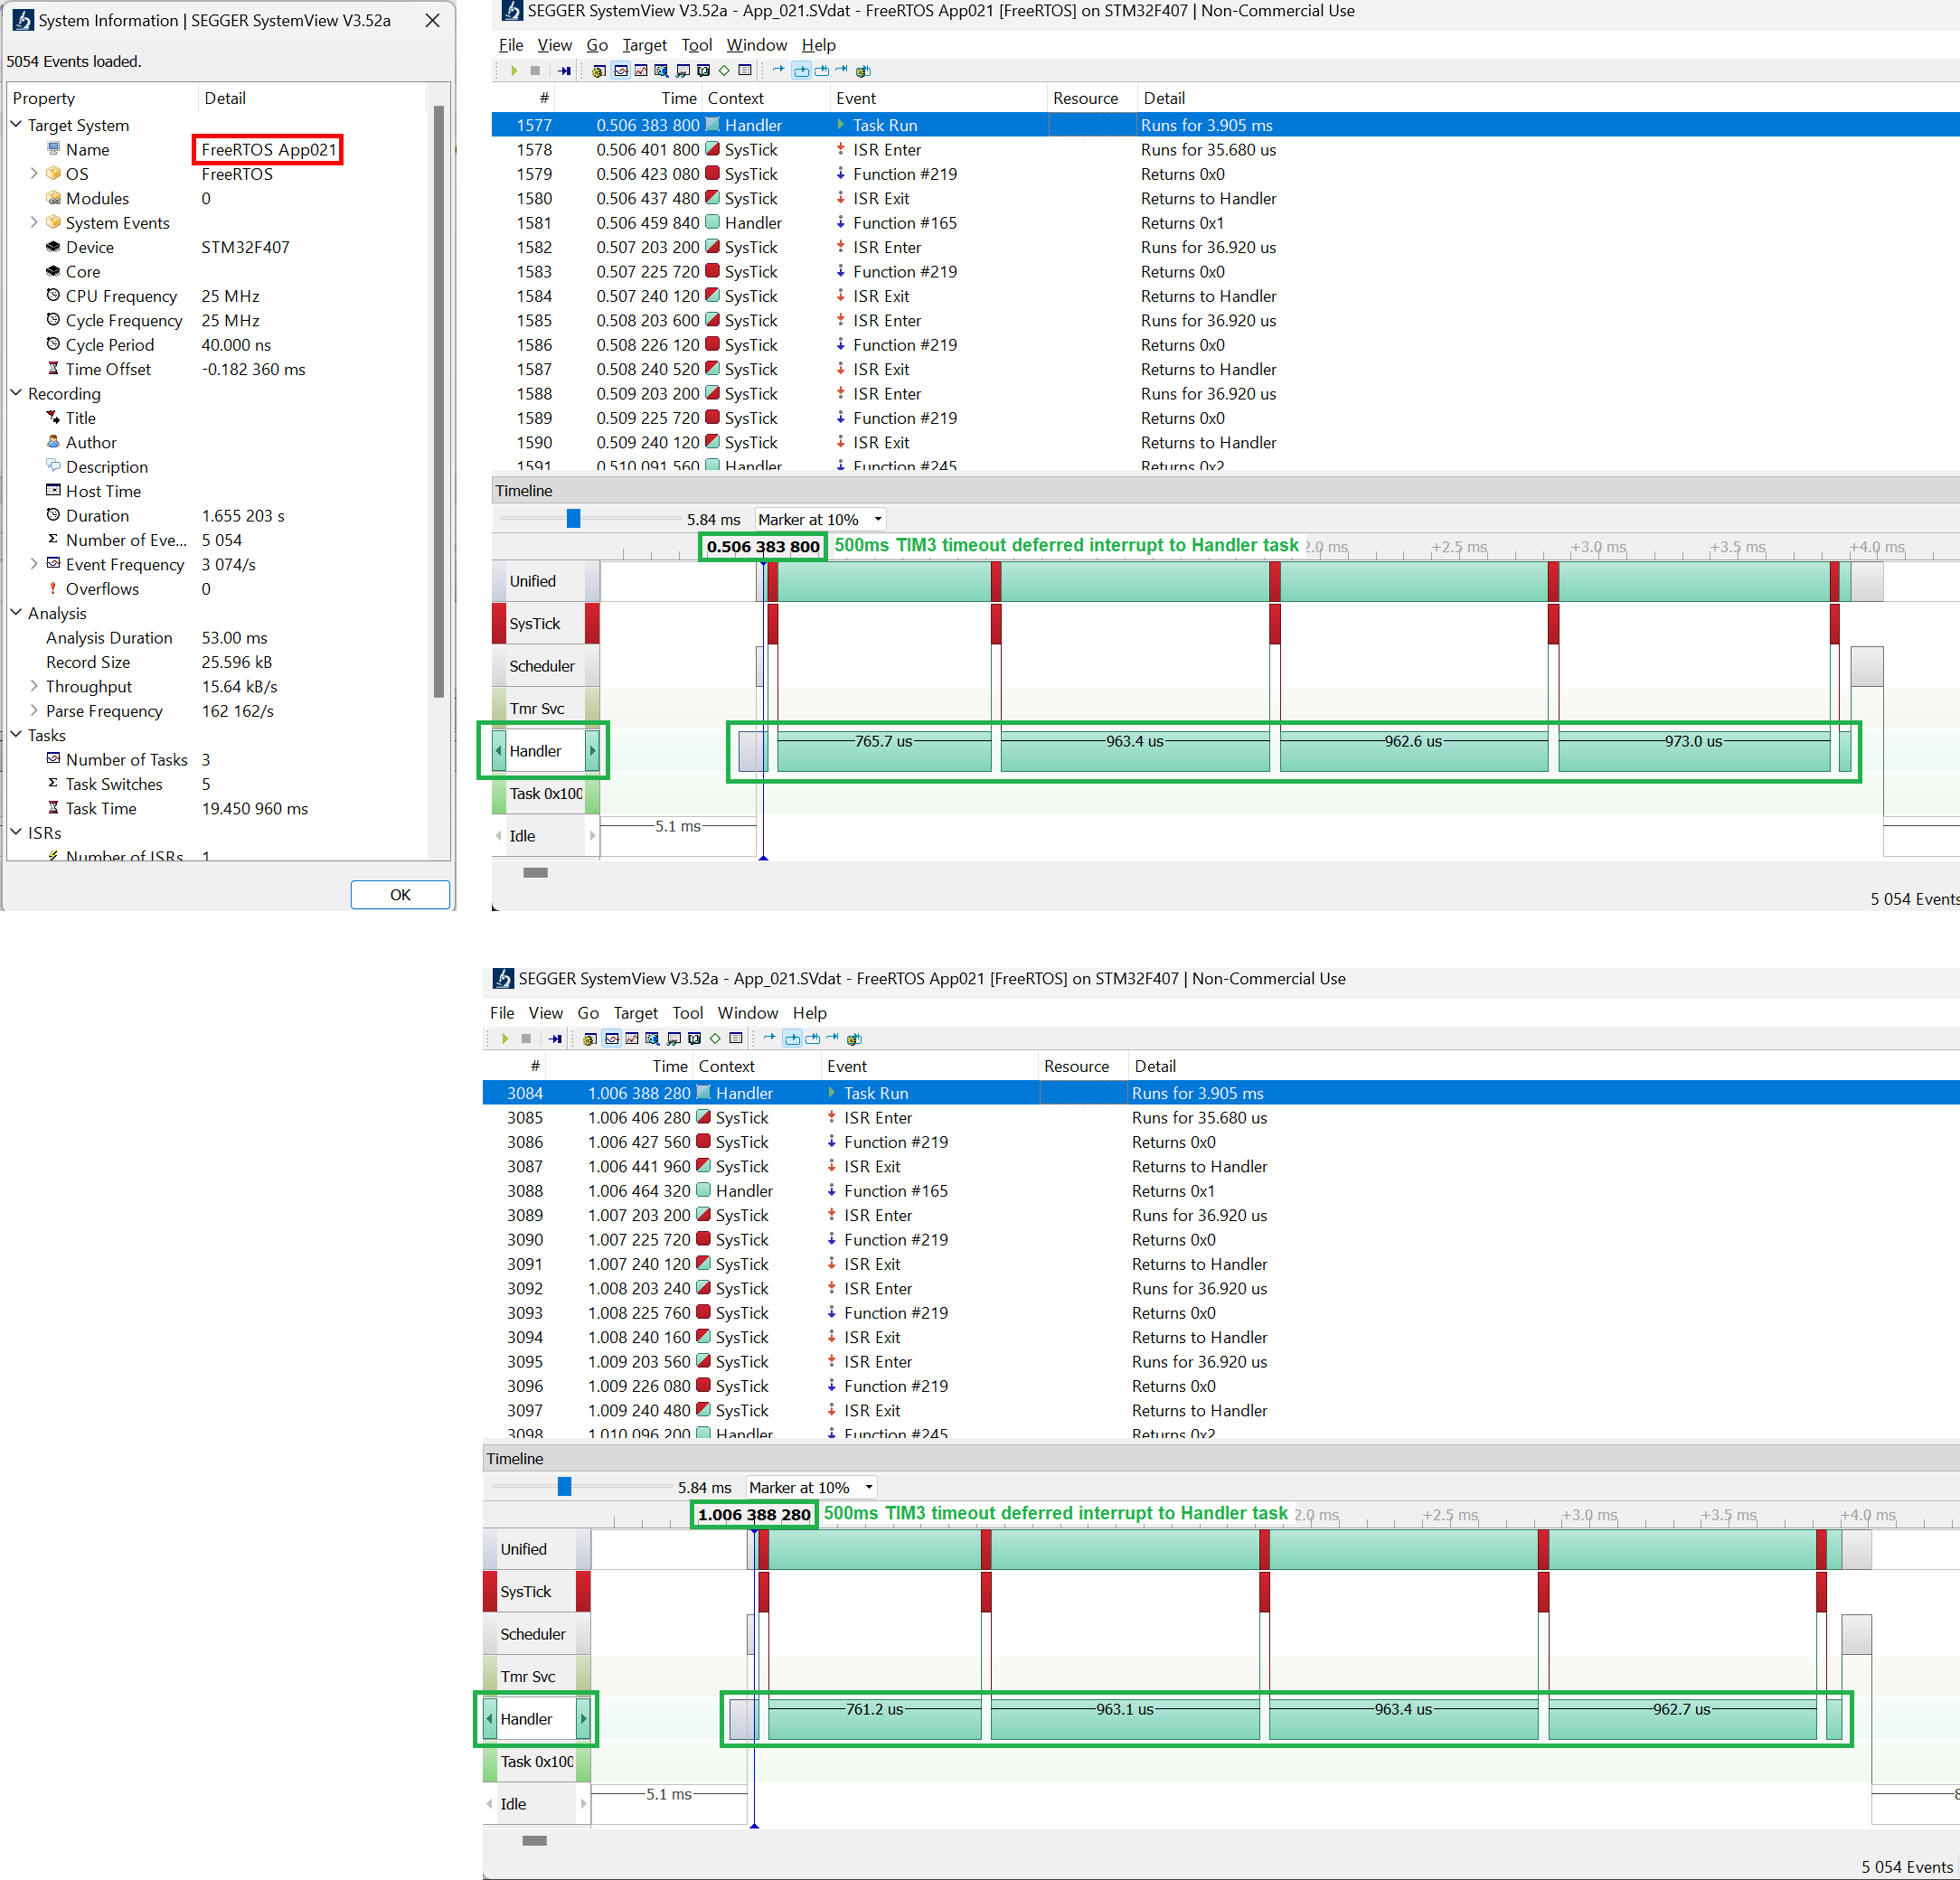 System Information | SEGGER SystemView V3.52a
5054 Events loaded.
Property Detail
Target System
Name FreeRTOS App021
OS FreeRTOS
Modules 0
System Events
Device STM32F407
Core
CPU Frequency 25 MHz
Cycle Frequency 25 MHz
Cycle Period 40.000 ns
Time Offset -0.182 360 ms
Recording
Title
Author
Description
Host Time
Duration 1.655 203 s
Number of Eve... 5 054
Event Frequency 3 074/s
Overflows 0
Analysis
Analysis Duration 53.00 ms
Record Size 25.596 kB
Throughput 15.64 kB/s
Parse Frequency 162 162/s
Tasks
Number of Tasks 3
Task Switches 5
Task Time 19.450 960 ms
ISRs
Number of ISRs 1
OK
SEGGER SystemView V3.52a - App_021.SVdat - FreeRTOS App021 [FreeRTOS] on STM32F407 | Non-Commercial Use
File View Go Target Tool Window Help
# Time Context Event Resource Detail
1577 0.506 383 800 Handler Task Run Runs for 3.905 ms
1578 0.506 401 800 SysTick ISR Enter Runs for 35.680 us
1579 0.506 423 080 SysTick Function #219 Returns 0x0
1580 0.506 437 480 SysTick ISR Exit Returns to Handler
1581 0.506 459 840 Handler Function #165 Returns 0x1
1582 0.507 203 200 SysTick ISR Enter Runs for 36.920 us
1583 0.507 225 720 SysTick Function #219 Returns 0x0
1584 0.507 240 120 SysTick ISR Exit Returns to Handler
1585 0.508 203 600 SysTick ISR Enter Runs for 36.920 us
1586 0.508 226 120 SysTick Function #219 Returns 0x0
1587 0.508 240 520 SysTick ISR Exit Returns to Handler
1588 0.509 203 200 SysTick ISR Enter Runs for 36.920 us
1589 0.509 225 720 SysTick Function #219 Returns 0x0
1590 0.509 240 120 SysTick ISR Exit Returns to Handler
1591 0.510 091 560 Handler Function #245 Returns 0x2
Timeline
5.84 ms Marker at 10%
0.506 383 800 500ms TIM3 timeout deferred interrupt to Handler task 2.0 ms +2.5 ms +3.0 ms +3.5 ms +4.0 ms
Unified
SysTick
Scheduler
Tmr Svc
Handler 765.7 us 963.4 us 962.6 us 973.0 us
Task 0x100
Idle 5.1 ms
5 054 Events
SEGGER SystemView V3.52a - App_021.SVdat - FreeRTOS App021 [FreeRTOS] on STM32F407 | Non-Commercial Use
File View Go Target Tool Window Help
# Time Context Event Resource Detail
3084 1.006 388 280 Handler Task Run Runs for 3.905 ms
3085 1.006 406 280 SysTick ISR Enter Runs for 35.680 us
3086 1.006 427 560 SysTick Function #219 Returns 0x0
3087 1.006 441 960 SysTick ISR Exit Returns to Handler
3088 1.006 464 320 Handler Function #165 Returns 0x1
3089 1.007 203 200 SysTick ISR Enter Runs for 36.920 us
3090 1.007 225 720 SysTick Function #219 Returns 0x0
3091 1.007 240 120 SysTick ISR Exit Returns to Handler
3092 1.008 203 240 SysTick ISR Enter Runs for 36.920 us
3093 1.008 225 760 SysTick Function #219 Returns 0x0
3094 1.008 240 160 SysTick ISR Exit Returns to Handler
3095 1.009 203 560 SysTick ISR Enter Runs for 36.920 us
3096 1.009 226 080 SysTick Function #219 Returns 0x0
3097 1.009 240 480 SysTick ISR Exit Returns to Handler
3098 1.010 096 200 Handler Function #245 Returns 0x2
Timeline
5.84 ms Marker at 10%
1.006 388 280 500ms TIM3 timeout deferred interrupt to Handler task 2.0 ms +2.5 ms +3.0 ms +3.5 ms +4.0 ms
Unified
SysTick
Scheduler
Tmr Svc
Handler 761.2 us 963.1 us 963.4 us 962.7 us
Task 0x100
Idle 5.1 ms 8
5 054 Events